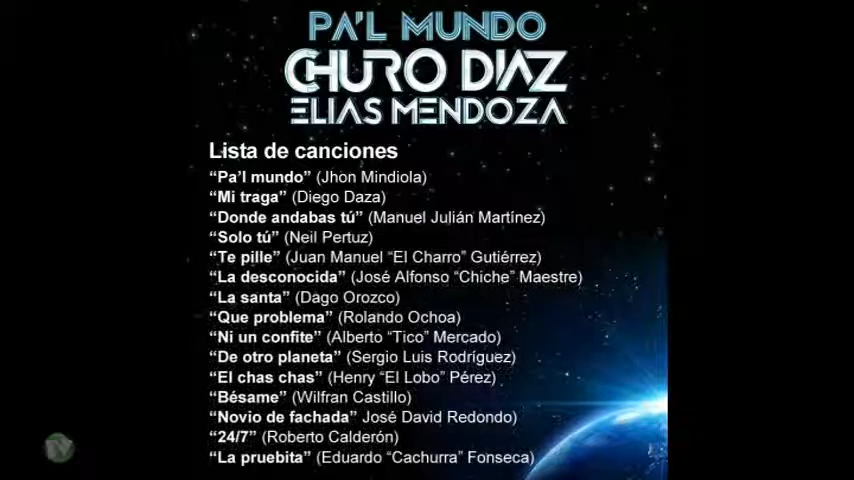 PA'L MUNDO
CHURO DIAZ
ELIAS MENDOZA
Lista de canciones
“Pa’l mundo” (Jhon Mindiola)
“Mi traga” (Diego Daza)
“Donde andabas tú” (Manuel Julián Martínez)
“Solo tú” (Neil Pertuz)
“Te pille” (Juan Manuel “El Charro” Gutiérrez)
“La desconocida” (José Alfonso “Chiche” Maestre)
“La santa” (Dago Orozco)
“Que problema” (Rolando Ochoa)
“Ni un confite” (Alberto “Tico” Mercado)
“De otro planeta” (Sergio Luis Rodríguez)
“El chas chas” (Henry “El Lobo” Pérez)
“Bésame” (Wilfran Castillo)
“Novio de fachada” José David Redondo)
“24/7” (Roberto Calderón)
“La pruebita” (Eduardo “Cachurra” Fonseca)